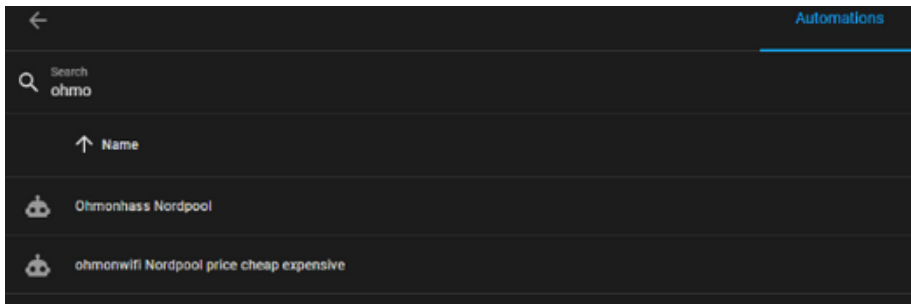 Automations
Search
ohmo
Name
Ohmonhass Nordpool
ohmonwifi Nordpool price cheap expensive